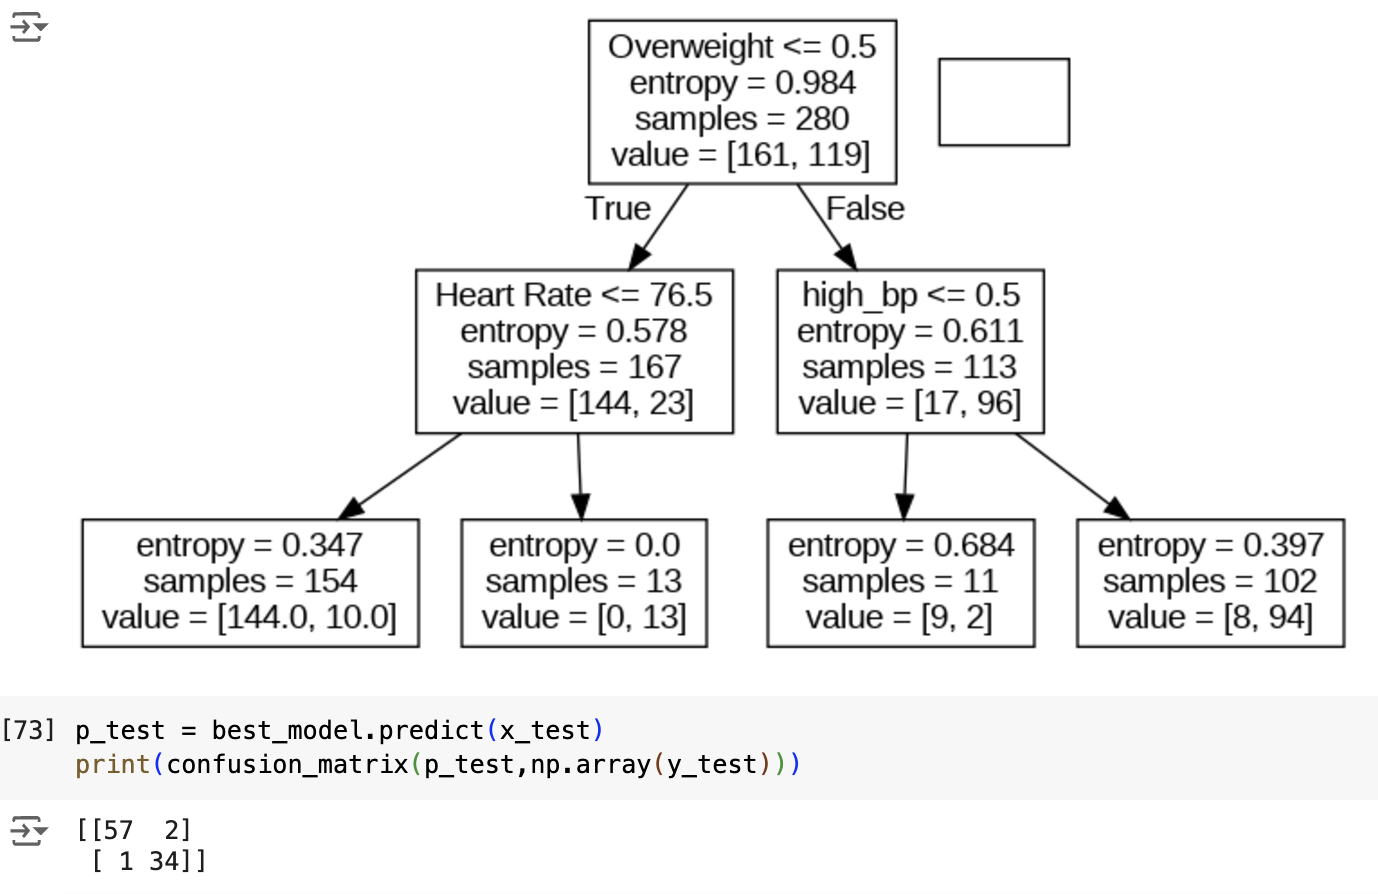 Overweight <= 0.5
entropy = 0.984
samples = 280
value = [161, 119]
True
False
Heart Rate <= 76.5
entropy = 0.578
samples = 167
value = [144, 23]
high_bp <= 0.5
entropy = 0.611
samples = 113
value = [17, 96]
entropy = 0.347
samples = 154
value = [144.0, 10.0]
entropy = 0.0
samples = 13
value = [0, 13]
entropy = 0.684
samples = 11
value = [9, 2]
entropy = 0.397
samples = 102
value = [8, 94]
[73] p_test = best_model.predict(x_test)
print(confusion_matrix(p_test,np.array(y_test)))
[[57  2]
 [ 1 34]]